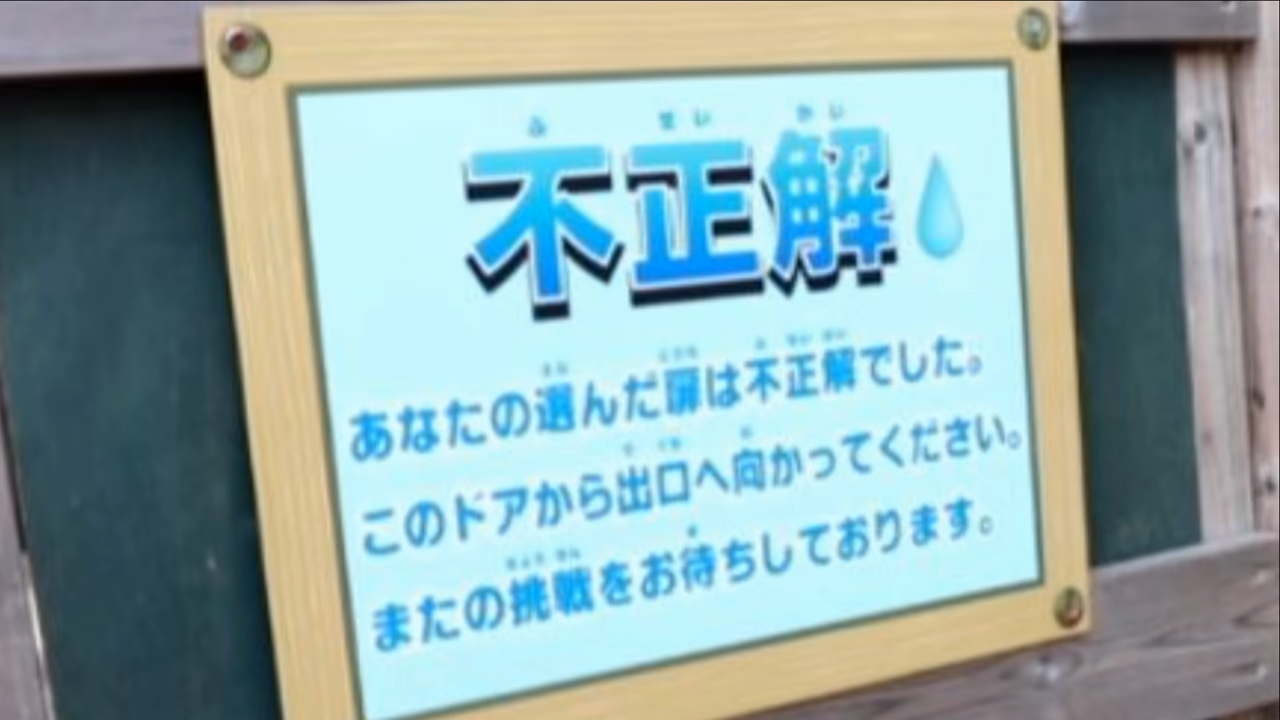 不正解
あなたの選んだ扉は不正解でした。
このドアから出口へ向かってください。
またの挑戦をお待ちしております。